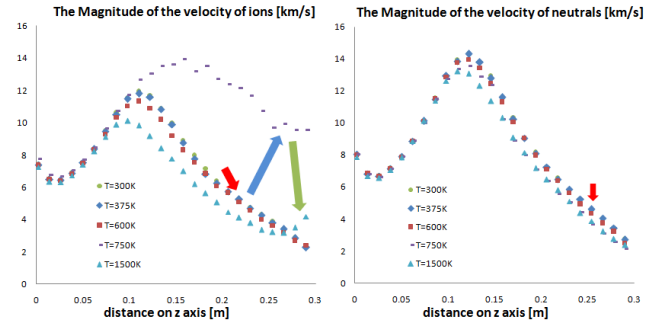 The Magnitude of the velocity of ions [km/s]
16
14
12
10
8
6
4
2
0
T=300K
T=375K
T=600K
T=750K
T=1500K
0
0.05
0.1
0.15
0.2
0.25
0.3
distance on z axis [m]
The Magnitude of the velocity of neutrals [km/s]
16
14
12
10
8
6
4
2
0
T=300K
T=375K
T=600K
T=750K
T=1500K
0
0.05
0.1
0.15
0.2
0.25
0.3
distance on z axis [m]